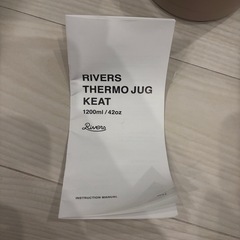 RIVERS
THERMO JUG
KEAT
1200ml / 42oz
Rivers
INSTRUCTION MANUAL